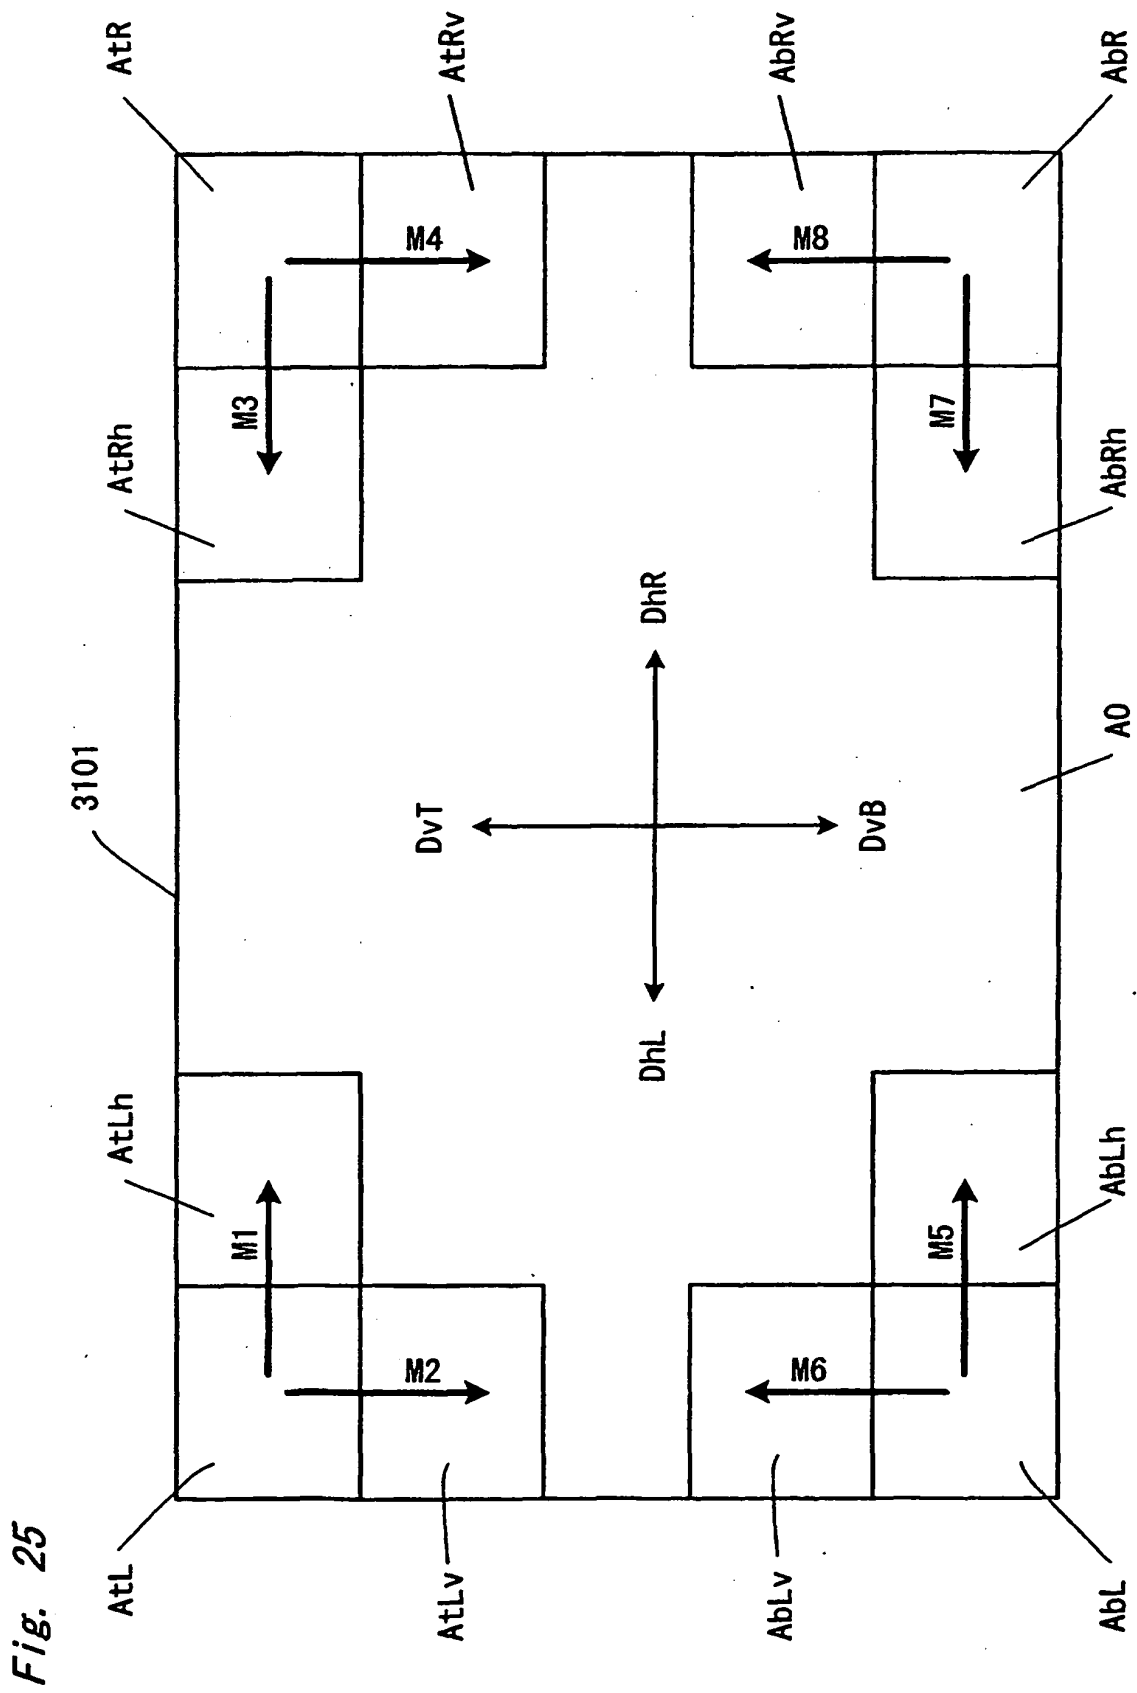 Fig. 25
3101
AtL
AtLh
AtRh
AtR
M1
M3
AtLv
M2
DvT
M4
AtRv
DhL
DhR
AbLv
M6
DvB
M8
AbRv
M5
M7
AbL
AbLh
A0
AbRh
AbR